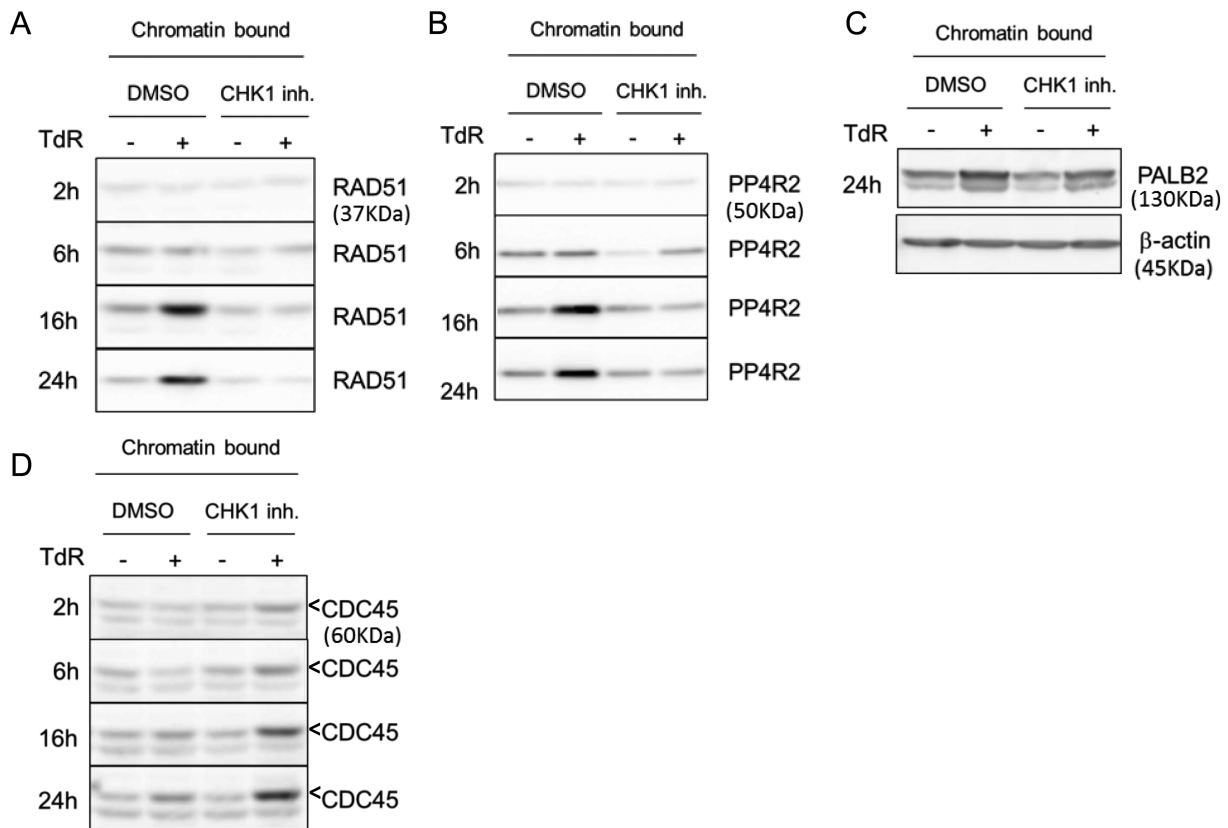 A
Chromatin bound
DMSO CHK1 inh.
TdR - + - +
2h RAD51
(37KDa)
6h RAD51
16h RAD51
24h RAD51
B
Chromatin bound
DMSO CHK1 inh.
TdR - + - +
2h PP4R2
(50KDa)
6h PP4R2
16h PP4R2
24h PP4R2
C
Chromatin bound
DMSO CHK1 inh.
TdR - + - +
24h PALB2
(130KDa)
β-actin
(45KDa)
D
Chromatin bound
DMSO CHK1 inh.
TdR - + - +
2h <CDC45
(60KDa)
6h <CDC45
16h <CDC45
24h <CDC45